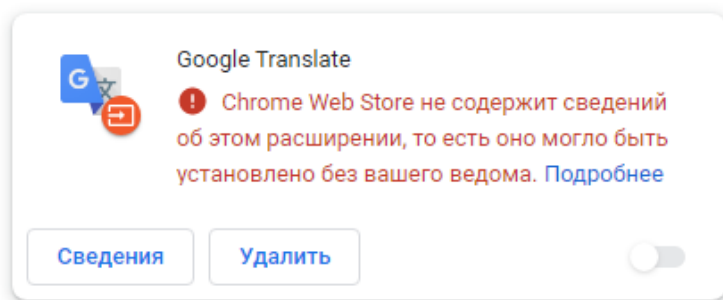 Google Translate
Chrome Web Store не содержит сведений
об этом расширении, то есть оно могло быть
установлено без вашего ведома. Подробнее
Сведения
Удалить